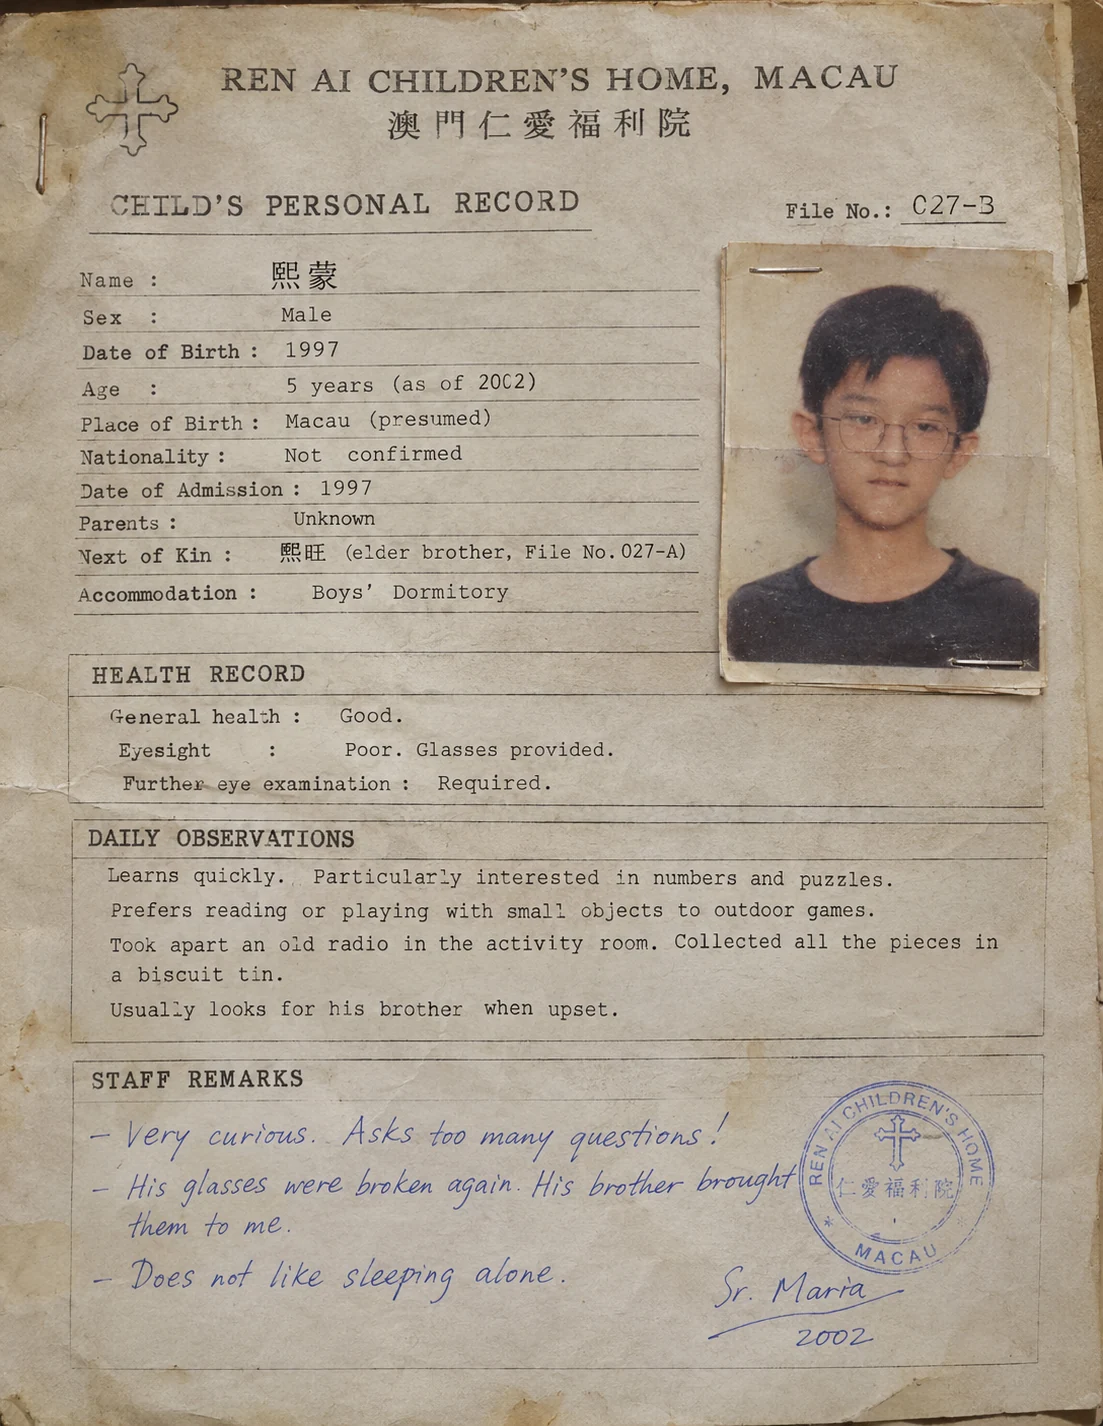 REN AI CHILDREN'S HOME, MACAU
澳門仁愛福利院
CHILD'S PERSONAL RECORD
File No.: 027-B
Name : 熙蒙
Sex : Male
Date of Birth : 1997
Age : 5 years (as of 2002)
Place of Birth : Macau (presumed)
Nationality : Not confirmed
Date of Admission : 1997
Parents : Unknown
Next of Kin : 熙旺 (elder brother, File No. 027-A)
Accommodation : Boys' Dormitory
HEALTH RECORD
General health : Good.
Eyesight : Poor. Glasses provided.
Further eye examination : Required.
DAILY OBSERVATIONS
Learns quickly. Particularly interested in numbers and puzzles.
Prefers reading or playing with small objects to outdoor games.
Took apart an old radio in the activity room. Collected all the pieces in
a biscuit tin.
Usually looks for his brother when upset.
STAFF REMARKS
– Very curious. Asks too many questions!
– His glasses were broken again. His brother brought
them to me.
– Does not like sleeping alone.
REN AI CHILDREN'S HOME
仁愛福利院
* MACAU *
Sr. Maria
2002